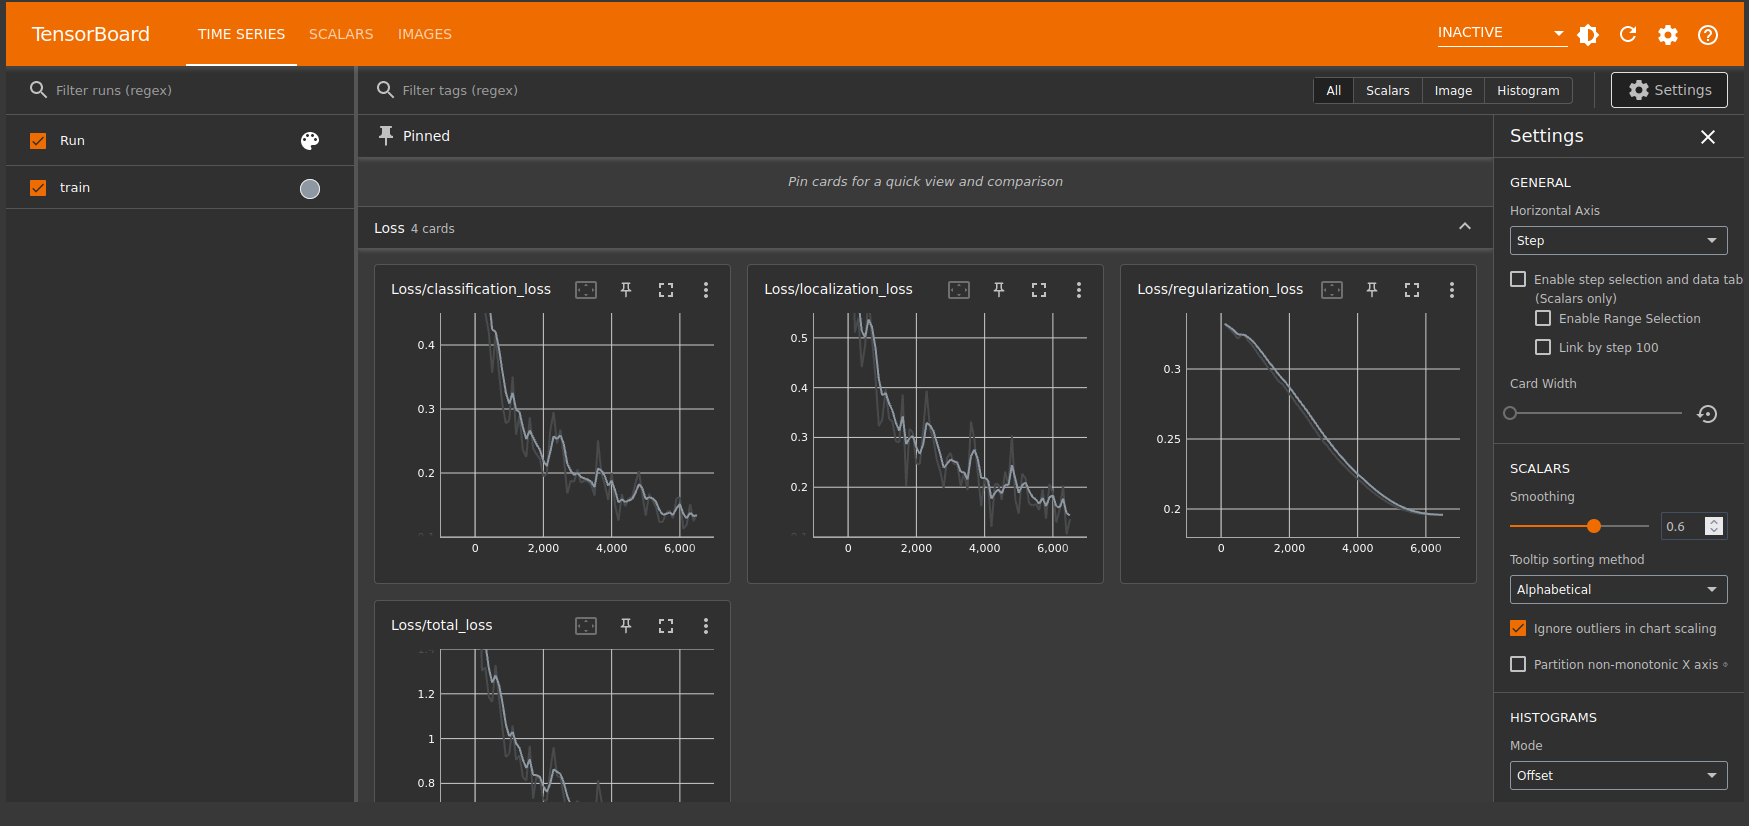 TensorBoard TIME SERIES SCALARS IMAGES INACTIVE
Filter runs (regex)
Run
train
Filter tags (regex) All Scalars Image Histogram Settings
Pinned
Pin cards for a quick view and comparison
Loss 4 cards
Loss/classification_loss
0.4
0.3
0.2
0 2,000 4,000 6,000
Loss/localization_loss
0.5
0.4
0.3
0.2
0 2,000 4,000 6,000
Loss/regularization_loss
0.3
0.25
0.2
0 2,000 4,000 6,000
Loss/total_loss
1.2
1
0.8
Settings
GENERAL
Horizontal Axis
Step
Enable step selection and data tab
(Scalars only)
Enable Range Selection
Link by step 100
Card Width
SCALARS
Smoothing
0.6
Tooltip sorting method
Alphabetical
Ignore outliers in chart scaling
Partition non-monotonic X axis
HISTOGRAMS
Mode
Offset